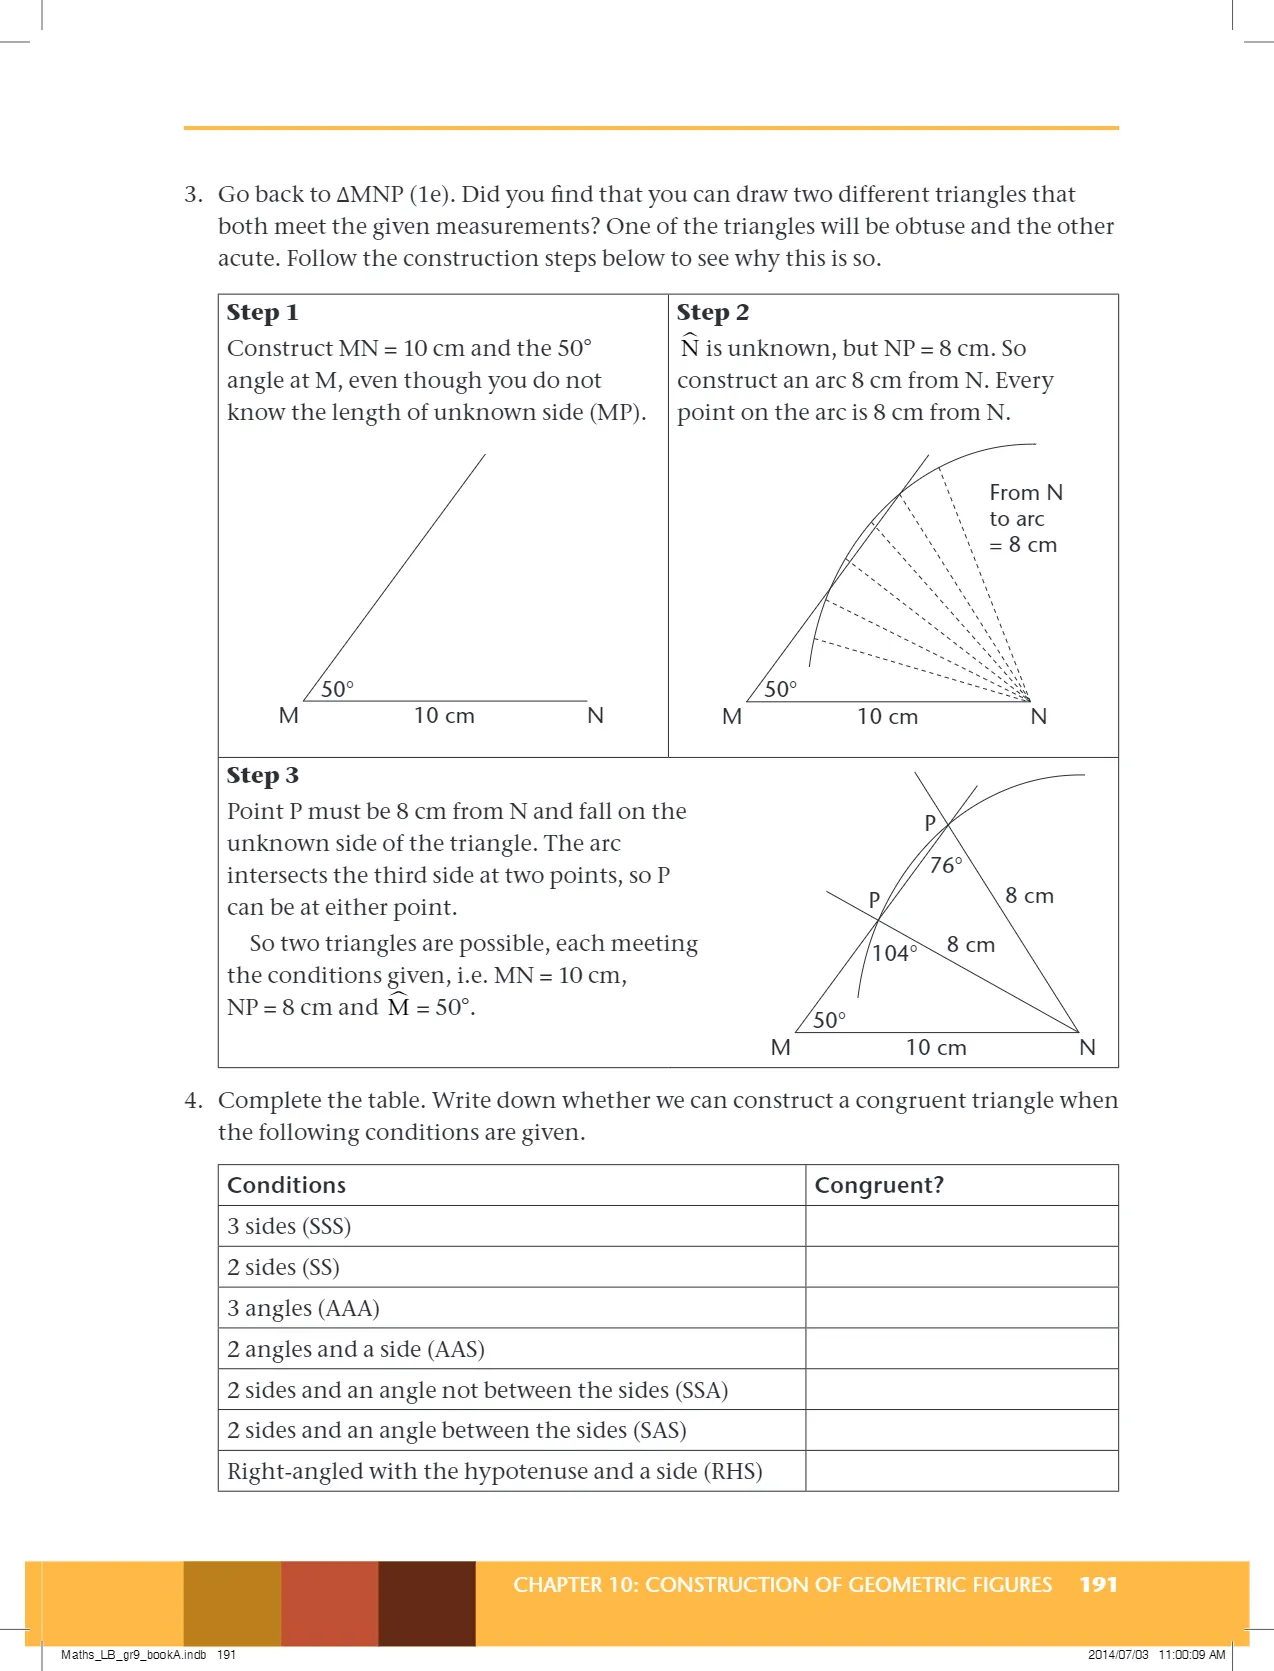 3. Go back to ΔMNP (1e). Did you find that you can draw two different triangles that
both meet the given measurements? One of the triangles will be obtuse and the other
acute. Follow the construction steps below to see why this is so.
Step 1
Construct MN = 10 cm and the 50°
angle at M, even though you do not
know the length of unknown side (MP).
50°
M 10 cm N
Step 2
N̂ is unknown, but NP = 8 cm. So
construct an arc 8 cm from N. Every
point on the arc is 8 cm from N.
From N
to arc
= 8 cm
50°
M 10 cm N
Step 3
Point P must be 8 cm from N and fall on the
unknown side of the triangle. The arc
intersects the third side at two points, so P
can be at either point.
So two triangles are possible, each meeting
the conditions given, i.e. MN = 10 cm,
NP = 8 cm and M̂ = 50°.
P
76°
P 8 cm
104° 8 cm
50°
M 10 cm N
4. Complete the table. Write down whether we can construct a congruent triangle when
the following conditions are given.
Conditions Congruent?
3 sides (SSS)
2 sides (SS)
3 angles (AAA)
2 angles and a side (AAS)
2 sides and an angle not between the sides (SSA)
2 sides and an angle between the sides (SAS)
Right-angled with the hypotenuse and a side (RHS)
CHAPTER 10: CONSTRUCTION OF GEOMETRIC FIGURES 191
Maths_LB_gr9_bookA.indb 191 2014/07/03 11:00:09 AM